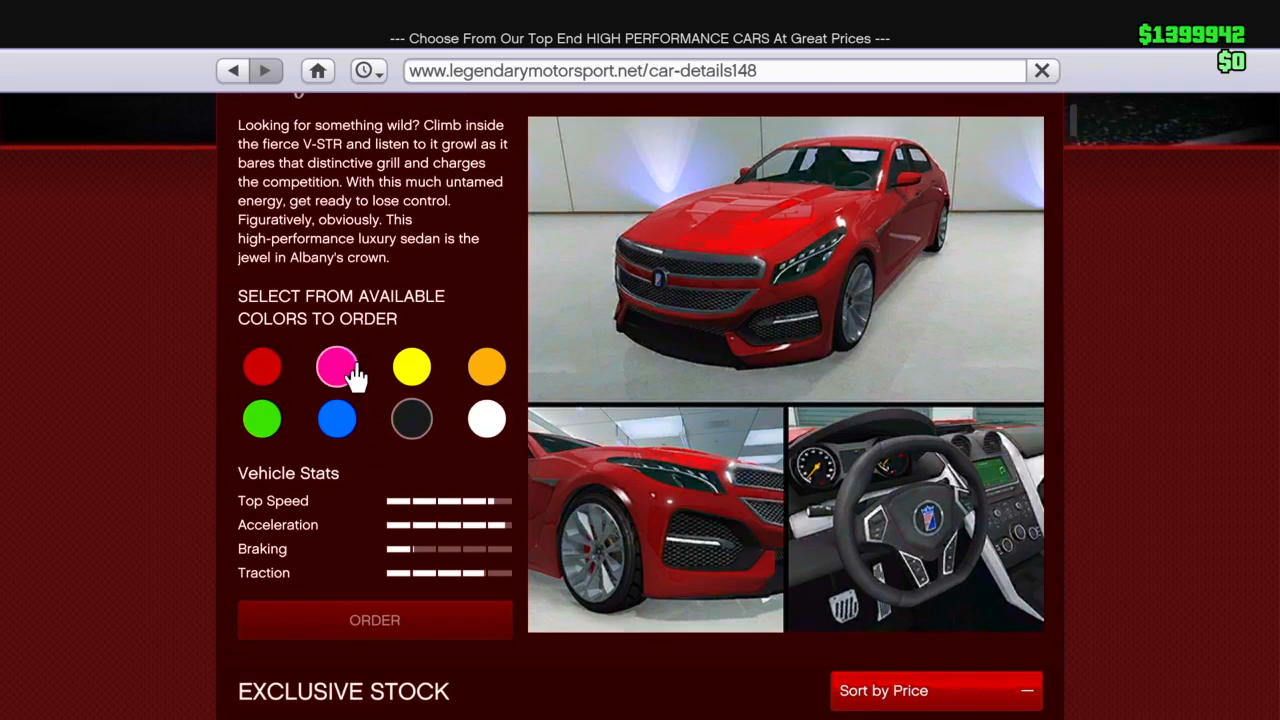 --- Choose From Our Top End HIGH PERFORMANCE CARS At Great Prices ---
$1399942
$0
www.legendarymotorsport.net/car-details148
Looking for something wild? Climb inside
the fierce V-STR and listen to it growl as it
bares that distinctive grill and charges
the competition. With this much untamed
energy, get ready to lose control.
Figuratively, obviously. This
high-performance luxury sedan is the
jewel in Albany's crown.
SELECT FROM AVAILABLE
COLORS TO ORDER
Vehicle Stats
Top Speed
Acceleration
Braking
Traction
ORDER
EXCLUSIVE STOCK
Sort by Price